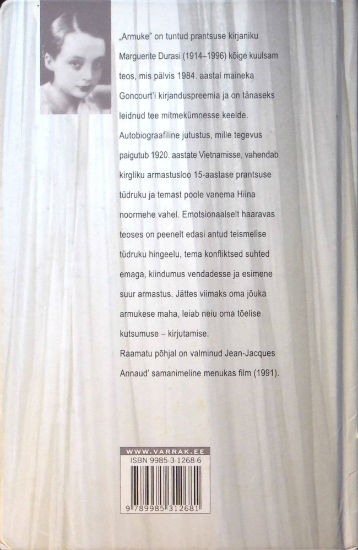 „Armuke" on tuntud prantsuse kirjaniku
Marguerite Durasi (1914–1996) kõige kuulsam
teos, mis pälvis 1984. aastal maineka
Goncourt'i kirjanduspreemia ja on tänaseks
leidnud tee mitmekümnesse keelde.
Autobiograafiline jutustus, mille tegevus
paigutub 1920. aastate Vietnamisse, vahendab
kirgliku armastusloo 15-aastase prantsuse
tüdruku ja temast poole vanema Hiina
noormehe vahel. Emotsionaalselt haaravas
teoses on peenelt edasi antud teismelise
tüdruku hingeelu, tema konfliktsed suhted
emaga, kiindumus vendadesse ja esimene
suur armastus. Jättes viimaks oma jõuka
armukese maha, leiab neiu oma tõelise
kutsumuse – kirjutamise.
Raamatu põhjal on valminud Jean-Jacques
Annaud' samanimeline menukas film (1991).
WWW.VARRAK.EE
ISBN 9985-3-1268-6
9 789985 312681